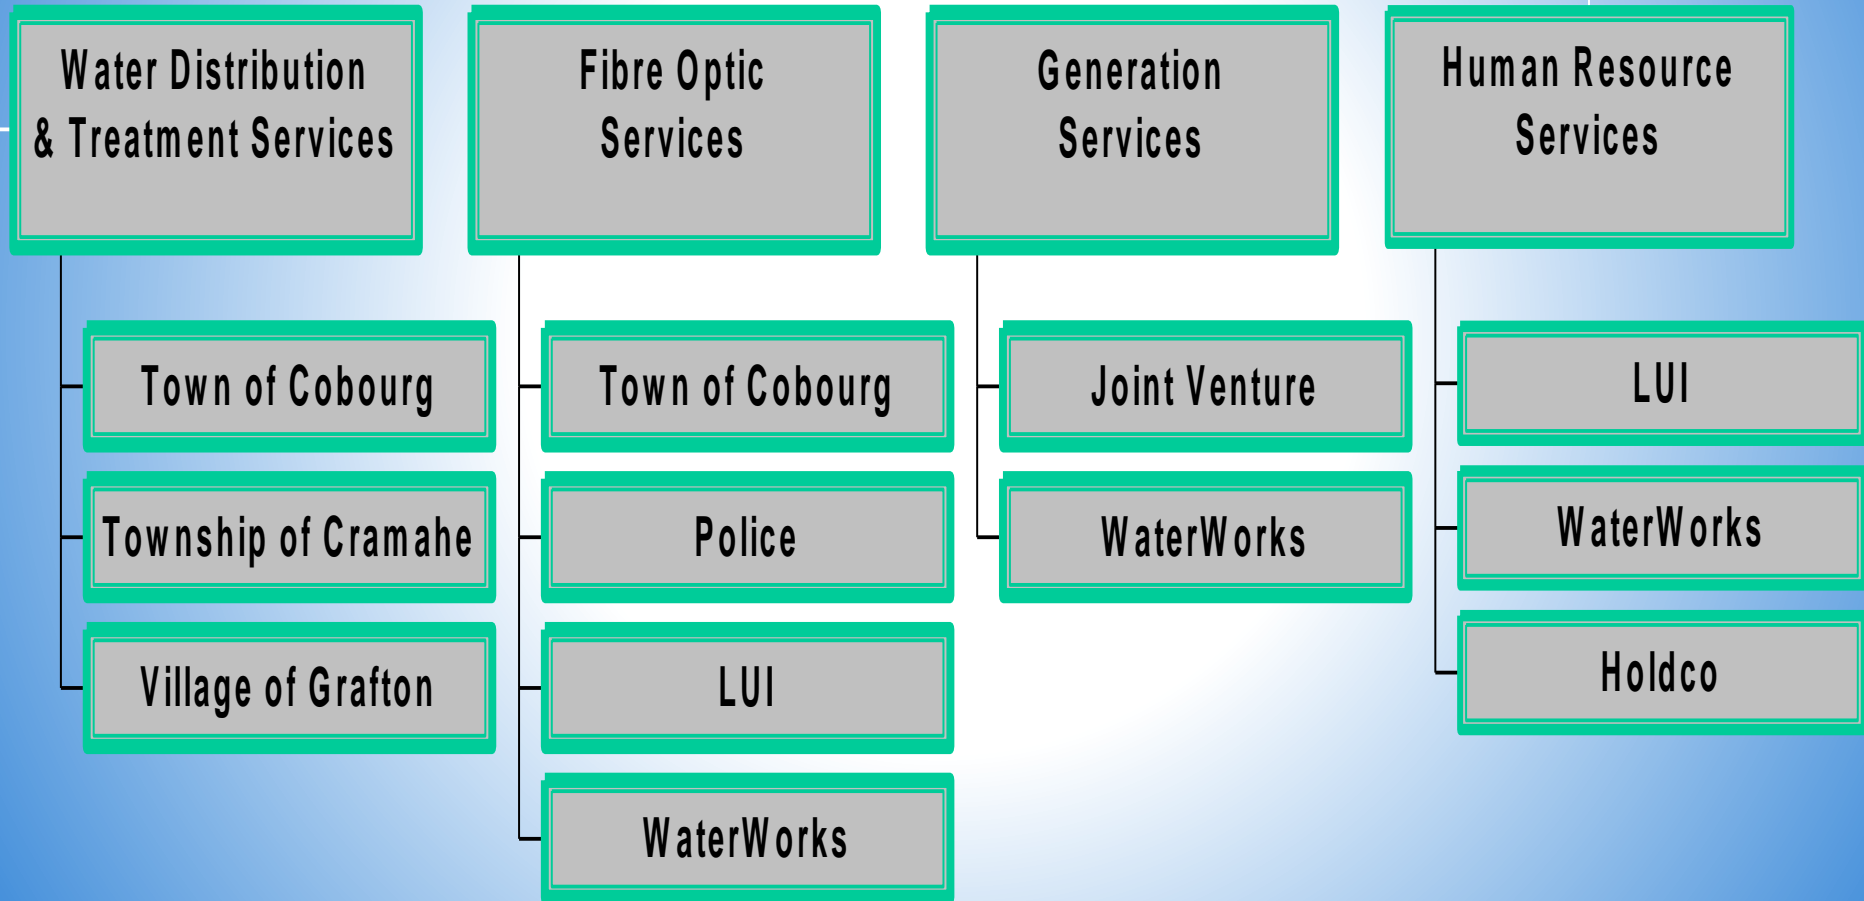 Water Distribution
& Treatment Services
Town of Cobourg
Township of Cramahe
Village of Grafton
Fibre Optic
Services
Town of Cobourg
Police
LUI
WaterWorks
Generation
Services
Joint Venture
WaterWorks
Human Resource
Services
LUI
WaterWorks
Holdco